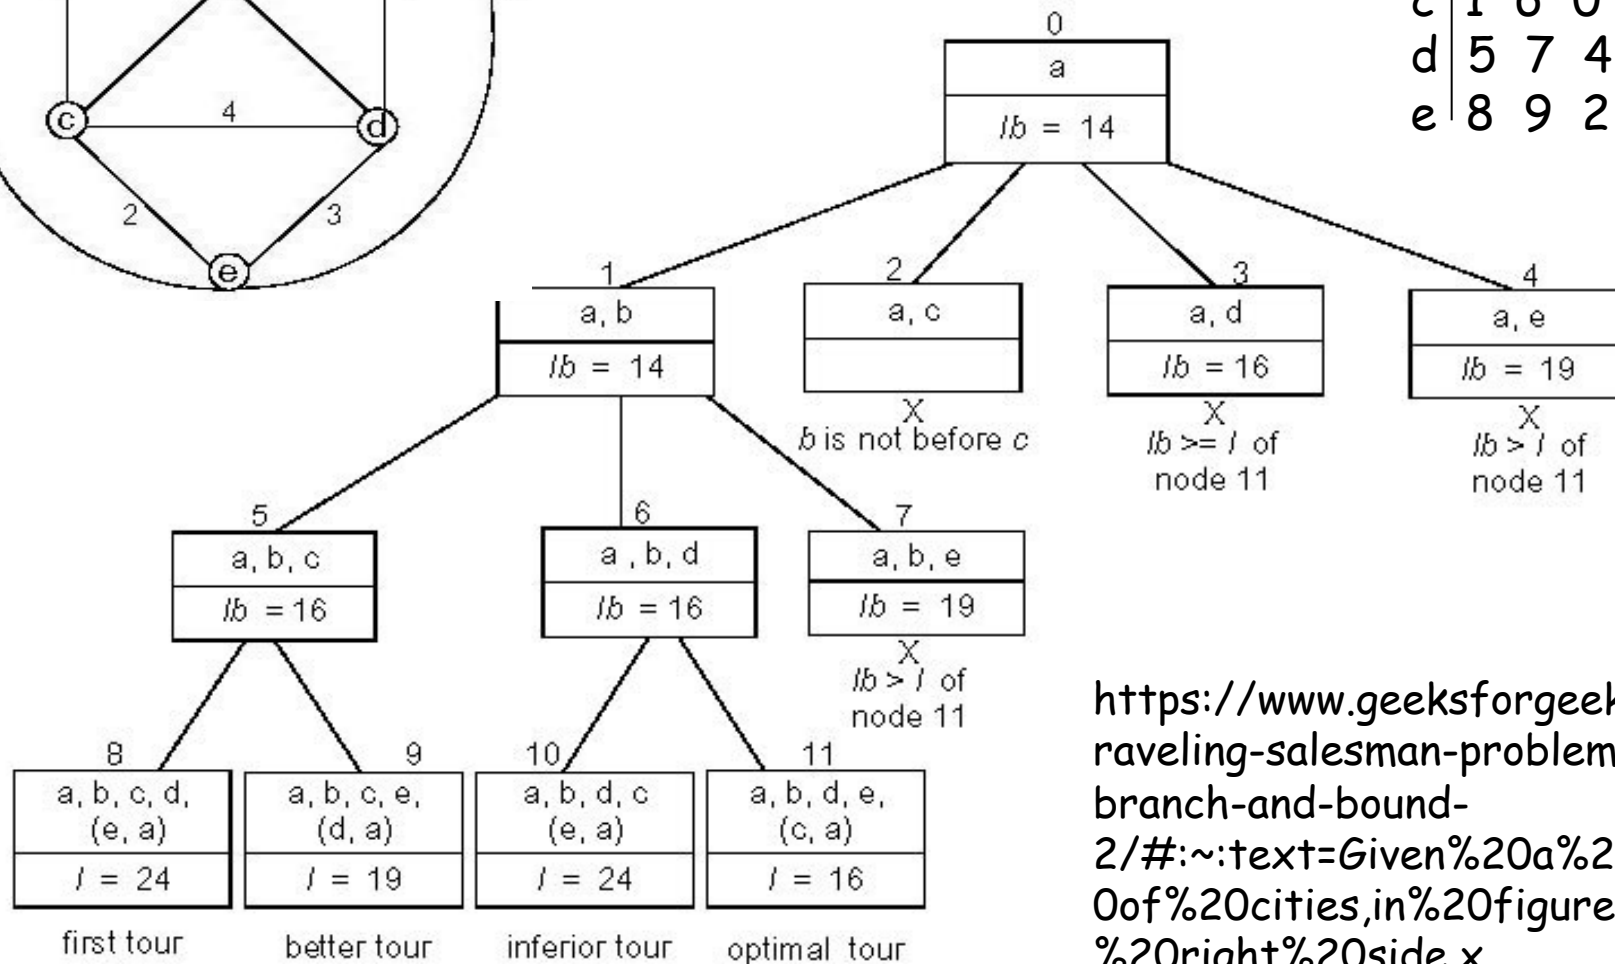 c 1 6 0
d 5 7 4
e 8 9 2
c
4
d
2
3
e
0
a
lb = 14
1
a, b
lb = 14
2
a, c
X
b is not before c
3
a, d
lb = 16
X
lb >= l of
node 11
4
a, e
lb = 19
X
lb > l of
node 11
5
a, b, c
lb = 16
6
a , b, d
lb = 16
7
a, b, e
lb = 19
X
lb > l of
node 11
8
a, b, c, d,
(e, a)
l = 24
first tour
9
a, b, c, e,
(d, a)
l = 19
better tour
10
a, b, d, c
(e, a)
l = 24
inferior tour
11
a, b, d, e,
(c, a)
l = 16
optimal tour
https://www.geeksforgeek
raveling-salesman-problem
branch-and-bound-
2/#:~:text=Given%20a%2
0of%20cities,in%20figure
%20right%20side.x